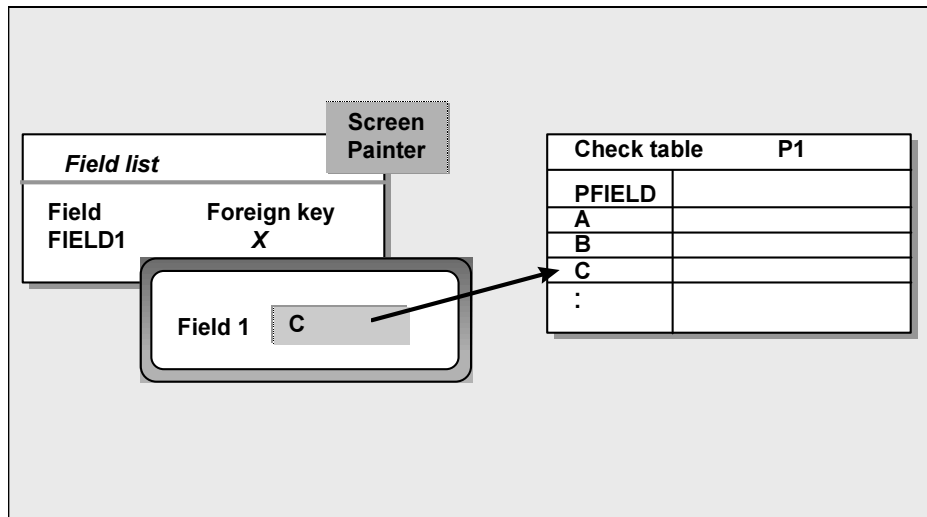 Screen
Painter
Field list
Field Foreign key
FIELD1 X
Field 1 C
Check table P1
PFIELD
A
B
C
: